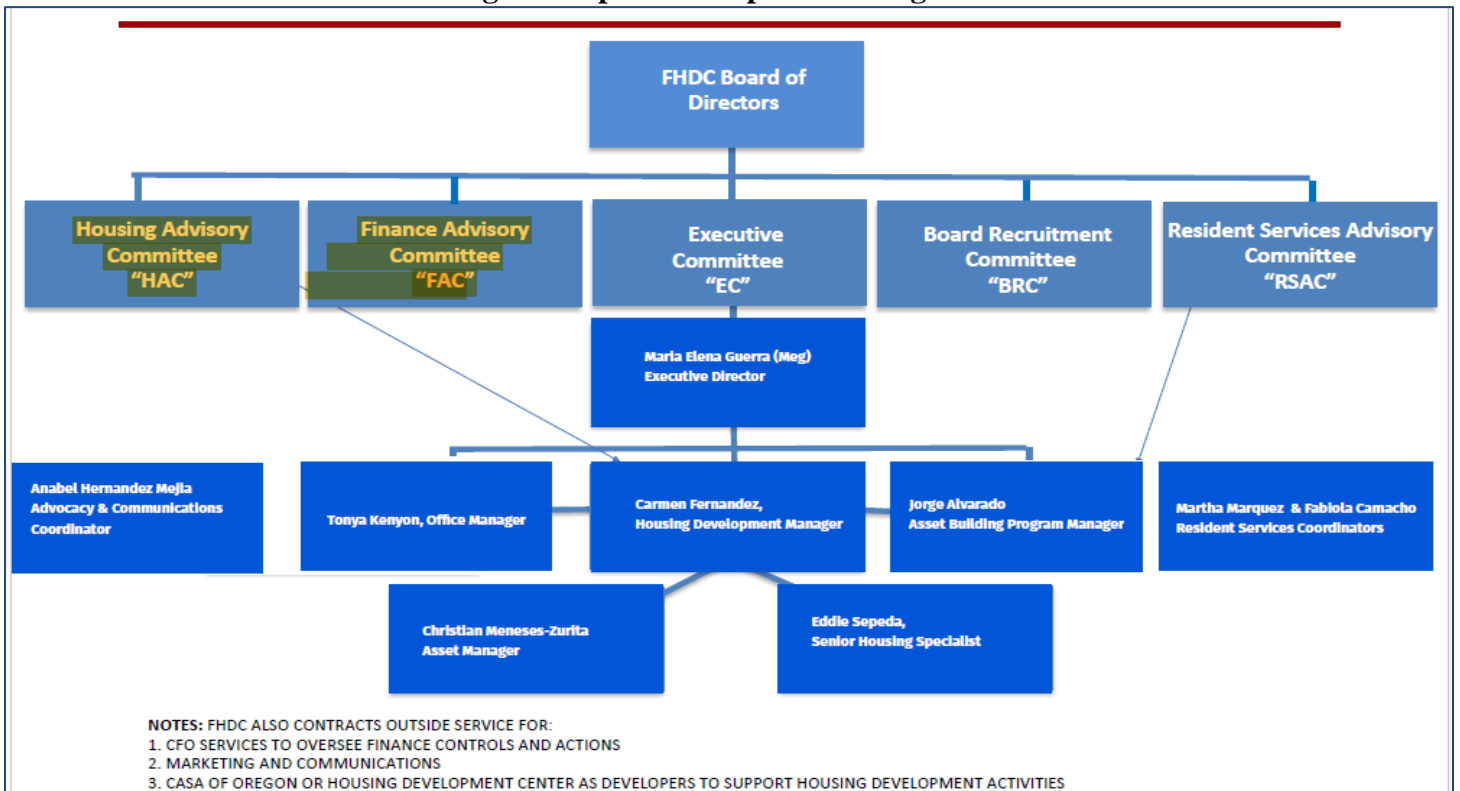 FHDC Board of
Directors
Housing Advisory
Committee
"HAC"
Finance Advisory
Committee
"FAC"
Executive
Committee
"EC"
Board Recruitment
Committee
"BRC"
Resident Services Advisory
Committee
"RSAC"
Maria Elena Guerra (Meg)
Executive Director
Anabel Hernandez Mejia
Advocacy & Communications
Coordinator
Tonya Kenyon, Office Manager
Carmen Fernandez,
Housing Development Manager
Jorge Alvarado
Asset Building Program Manager
Martha Marquez & Fabiola Camacho
Resident Services Coordinators
Christian Meneses-Zurita
Asset Manager
Eddie Sepeda,
Senior Housing Specialist
NOTES: FHDC ALSO CONTRACTS OUTSIDE SERVICE FOR:
1. CFO SERVICES TO OVERSEE FINANCE CONTROLS AND ACTIONS
2. MARKETING AND COMMUNICATIONS
3. CASA OF OREGON OR HOUSING DEVELOPMENT CENTER AS DEVELOPERS TO SUPPORT HOUSING DEVELOPMENT ACTIVITIES